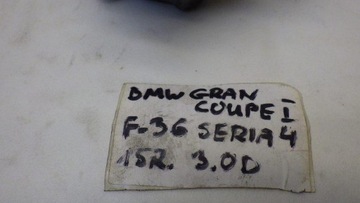 BMW GRAN
COUPE I
F-36 SERIA 4
15R. 3.0D